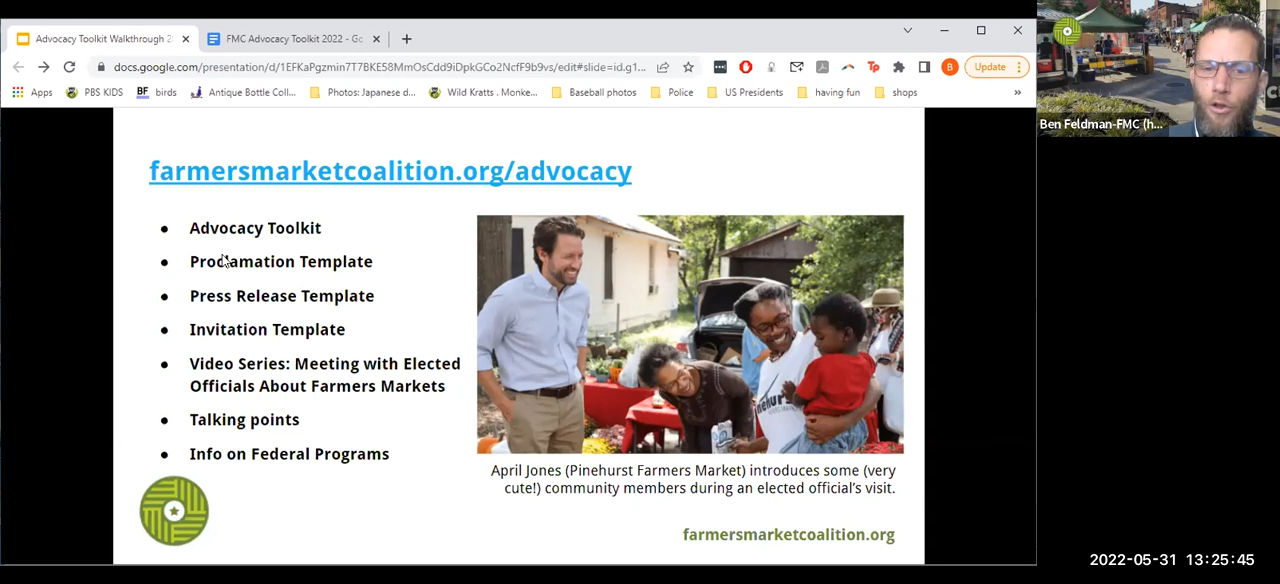 Advocacy Toolkit Walkthrough 2
FMC Advocacy Toolkit 2022 - Go
docs.google.com/presentation/d/1EFKaPgzmin7T7BKE58MmOsCdd9iDpkGCo2NcfF9b9vs/edit#slide=id.g1...
Update
Apps
PBS KIDS
BF birds
Antique Bottle Coll...
Photos: Japanese d...
Wild Kratts . Monke...
Baseball photos
Police
US Presidents
having fun
shops
»
Ben Feldman-FMC (h...
farmersmarketcoalition.org/advocacy
• Advocacy Toolkit
• Proclamation Template
• Press Release Template
• Invitation Template
• Video Series: Meeting with Elected
Officials About Farmers Markets
• Talking points
• Info on Federal Programs
April Jones (Pinehurst Farmers Market) introduces some (very
cute!) community members during an elected official's visit.
farmersmarketcoalition.org
2022-05-31 13:25:45